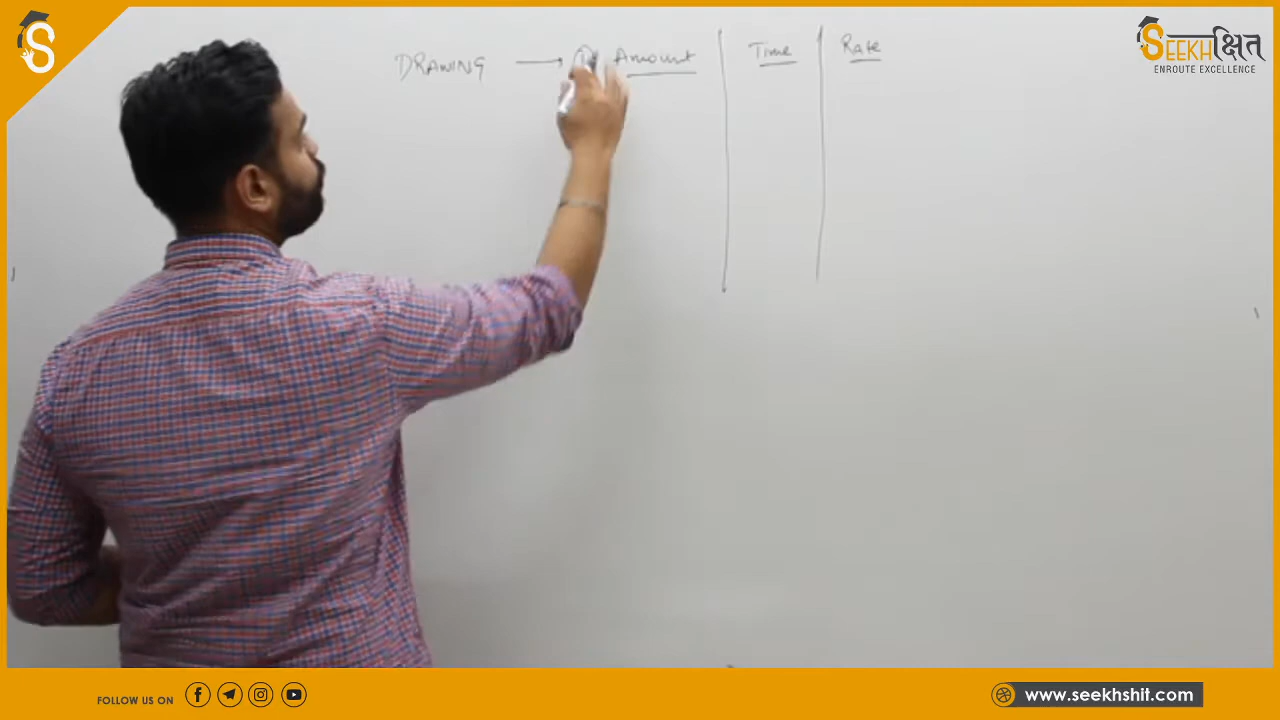 DRAWING → Amount Time Rate
S
SEEKHक्षित
ENROUTE EXCELLENCE
FOLLOW US ON
www.seekhshit.com